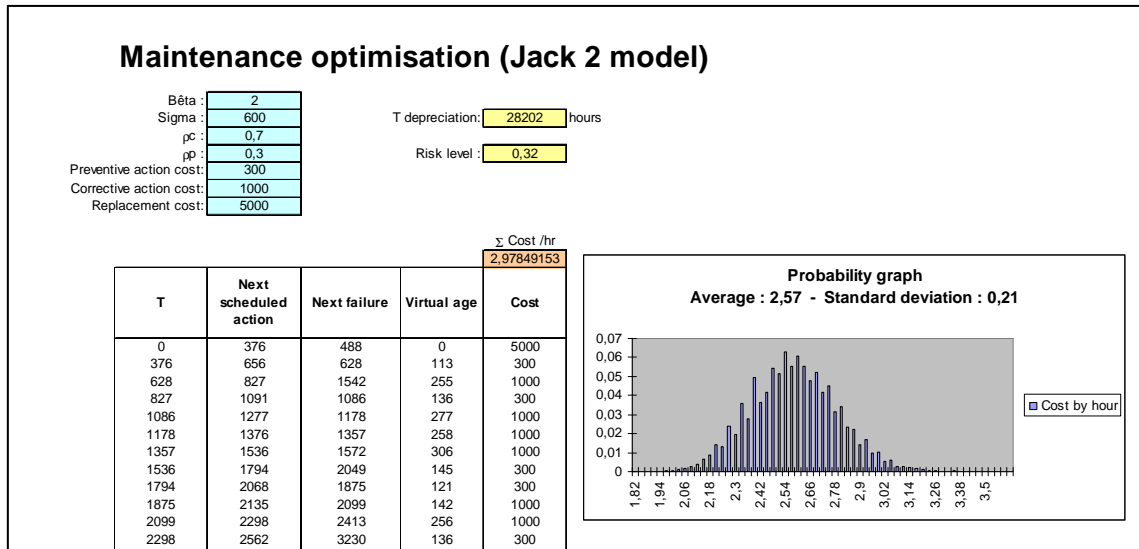 Maintenance optimisation (Jack 2 model)
Bêta : 2
Sigma : 600 T depreciation: 28202 hours
ρc : 0,7
ρp : 0,3 Risk level : 0,32
Preventive action cost: 300
Corrective action cost: 1000
Replacement cost: 5000
Σ Cost /hr
2,97849153
T Next scheduled action Next failure Virtual age Cost
0 376 488 0 5000
376 656 628 113 300
628 827 1542 255 1000
827 1091 1086 136 300
1086 1277 1178 277 1000
1178 1376 1357 258 1000
1357 1536 1572 306 1000
1536 1794 2049 145 300
1794 2068 1875 121 300
1875 2135 2099 142 1000
2099 2298 2413 256 1000
2298 2562 3230 136 300
Probability graph
Average : 2,57 - Standard deviation : 0,21
0,07
0,06
0,05
0,04
0,03
0,02
0,01
0
1,82 1,94 2,06 2,18 2,3 2,42 2,54 2,66 2,78 2,9 3,02 3,14 3,26 3,38 3,5
Cost by hour